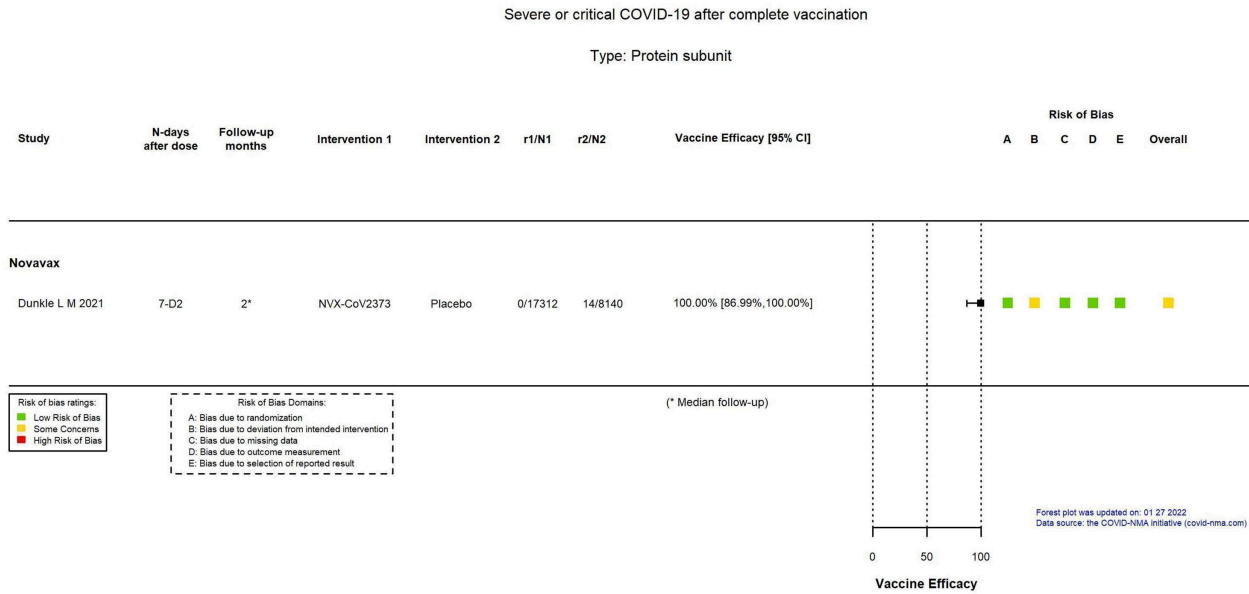 Severe or critical COVID-19 after complete vaccination
Type: Protein subunit
Risk of Bias
Study N-days after dose Follow-up months Intervention 1 Intervention 2 r1/N1 r2/N2 Vaccine Efficacy [95% CI] A B C D E Overall
Novavax
Dunkle L M 2021 7-D2 2* NVX-CoV2373 Placebo 0/17312 14/8140 100.00% [86.99%,100.00%]
(* Median follow-up)
Risk of bias ratings:
Low Risk of Bias
Some Concerns
High Risk of Bias
Risk of Bias Domains:
A: Bias due to randomization
B: Bias due to deviation from intended intervention
C: Bias due to missing data
D: Bias due to outcome measurement
E: Bias due to selection of reported result
Forest plot was updated on: 01 27 2022
Data source: the COVID-NMA initiative (covid-nma.com)
0 50 100
Vaccine Efficacy